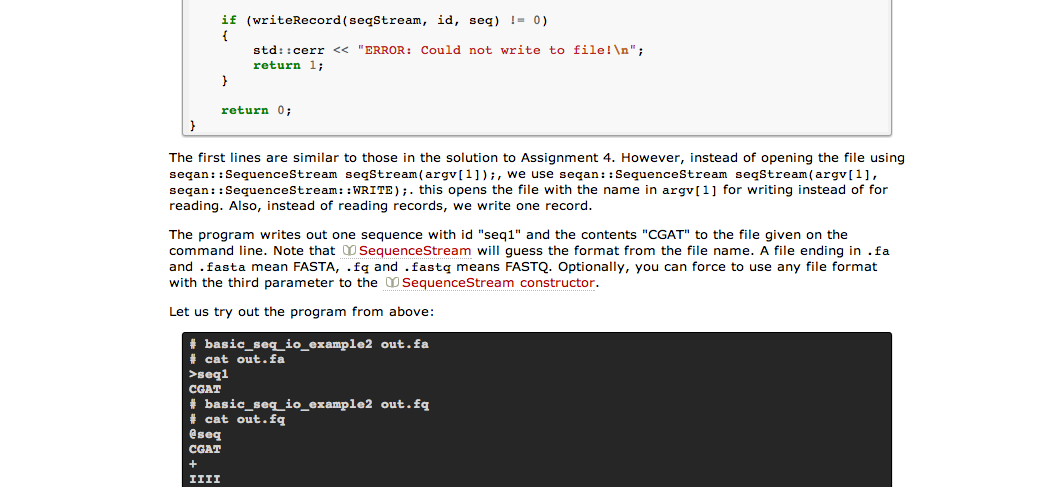 if (writeRecord(seqStream, id, seq) != 0)
{
std::cerr << "ERROR: Could not write to file!\n";
return 1;
}
return 0;
}
The first lines are similar to those in the solution to Assignment 4. However, instead of opening the file using
seqan::SequenceStream seqStream(argv[1]);, we use seqan::SequenceStream seqStream(argv[1],
seqan::SequenceStream::WRITE);. this opens the file with the name in argv[1] for writing instead of for
reading. Also, instead of reading records, we write one record.
The program writes out one sequence with id "seq1" and the contents "CGAT" to the file given on the
command line. Note that SequenceStream will guess the format from the file name. A file ending in .fa
and .fasta mean FASTA, .fq and .fastq means FASTQ. Optionally, you can force to use any file format
with the third parameter to the SequenceStream constructor.
Let us try out the program from above:
# basic_seq_io_example2 out.fa
# cat out.fa
>seq1
CGAT
# basic_seq_io_example2 out.fq
# cat out.fq
@seq
CGAT
+
IIII